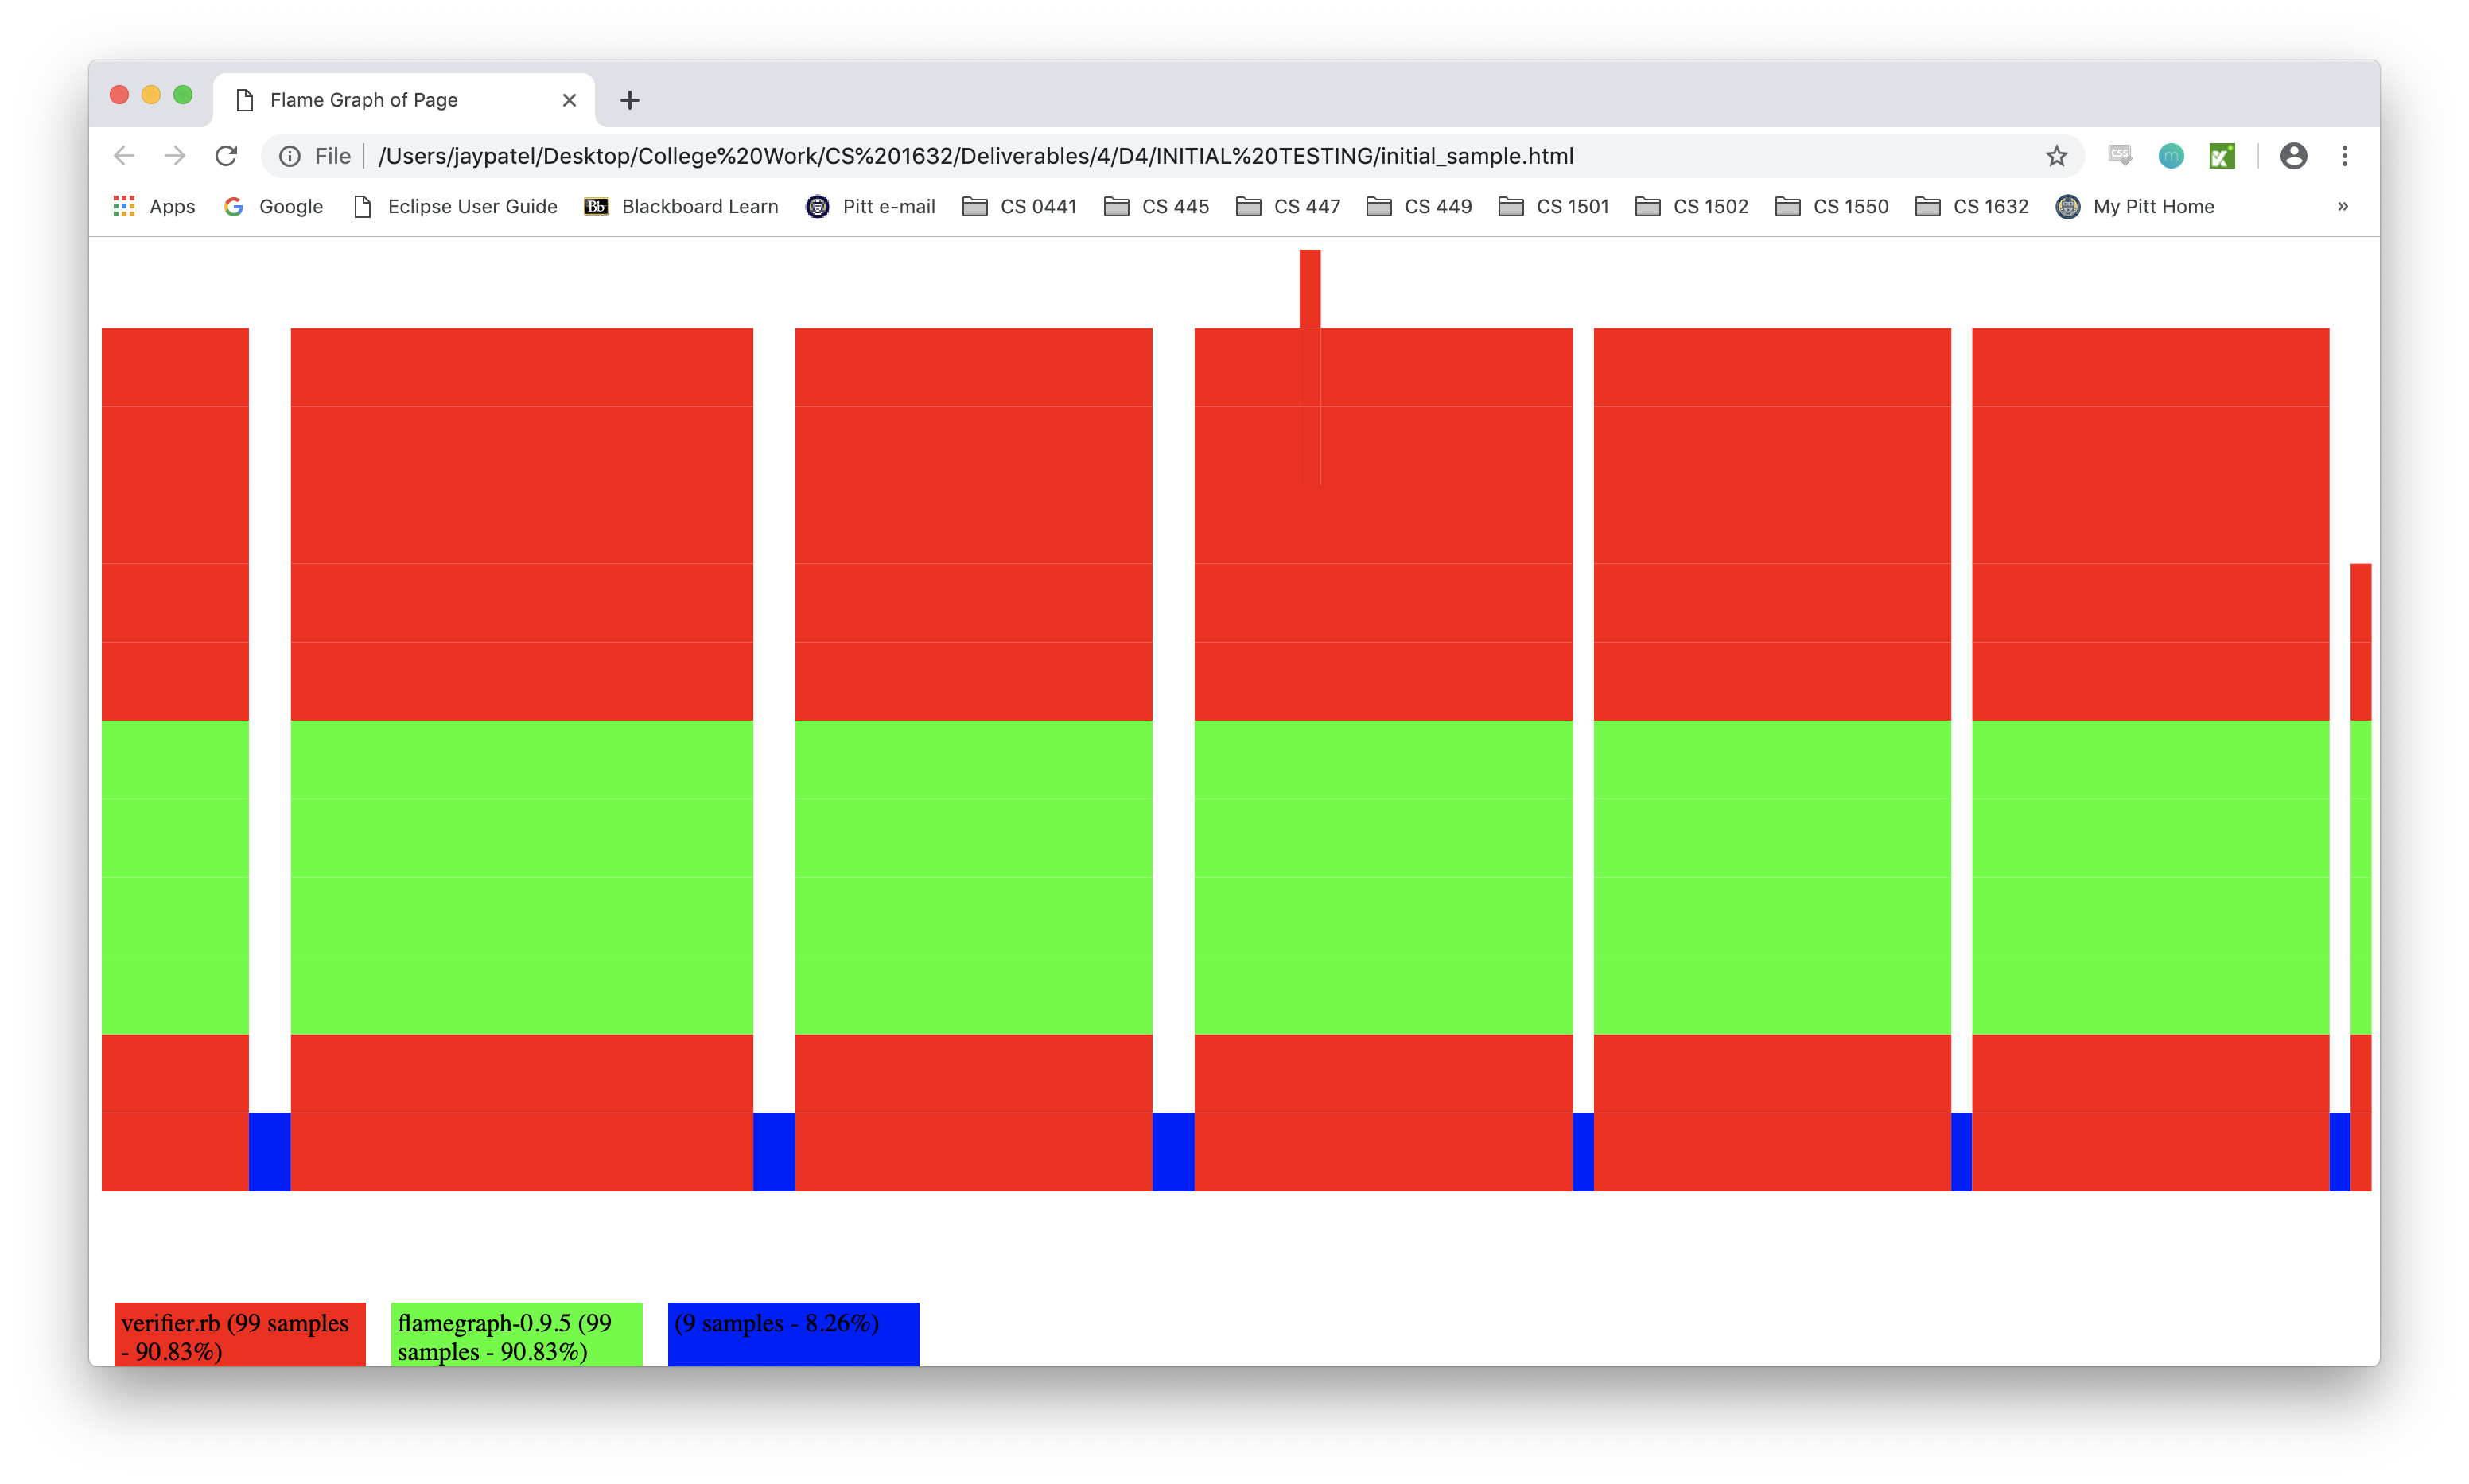 Flame Graph of Page
File /Users/jaypatel/Desktop/College%20Work/CS%201632/Deliverables/4/D4/INITIAL%20TESTING/initial_sample.html CSS m
Apps Google Eclipse User Guide Bb Blackboard Learn Pitt e-mail CS 0441 CS 445 CS 447 CS 449 CS 1501 CS 1502 CS 1550 CS 1632 My Pitt Home »
verifier.rb (99 samples
- 90.83%)
flamegraph-0.9.5 (99
samples - 90.83%)
(9 samples - 8.26%)